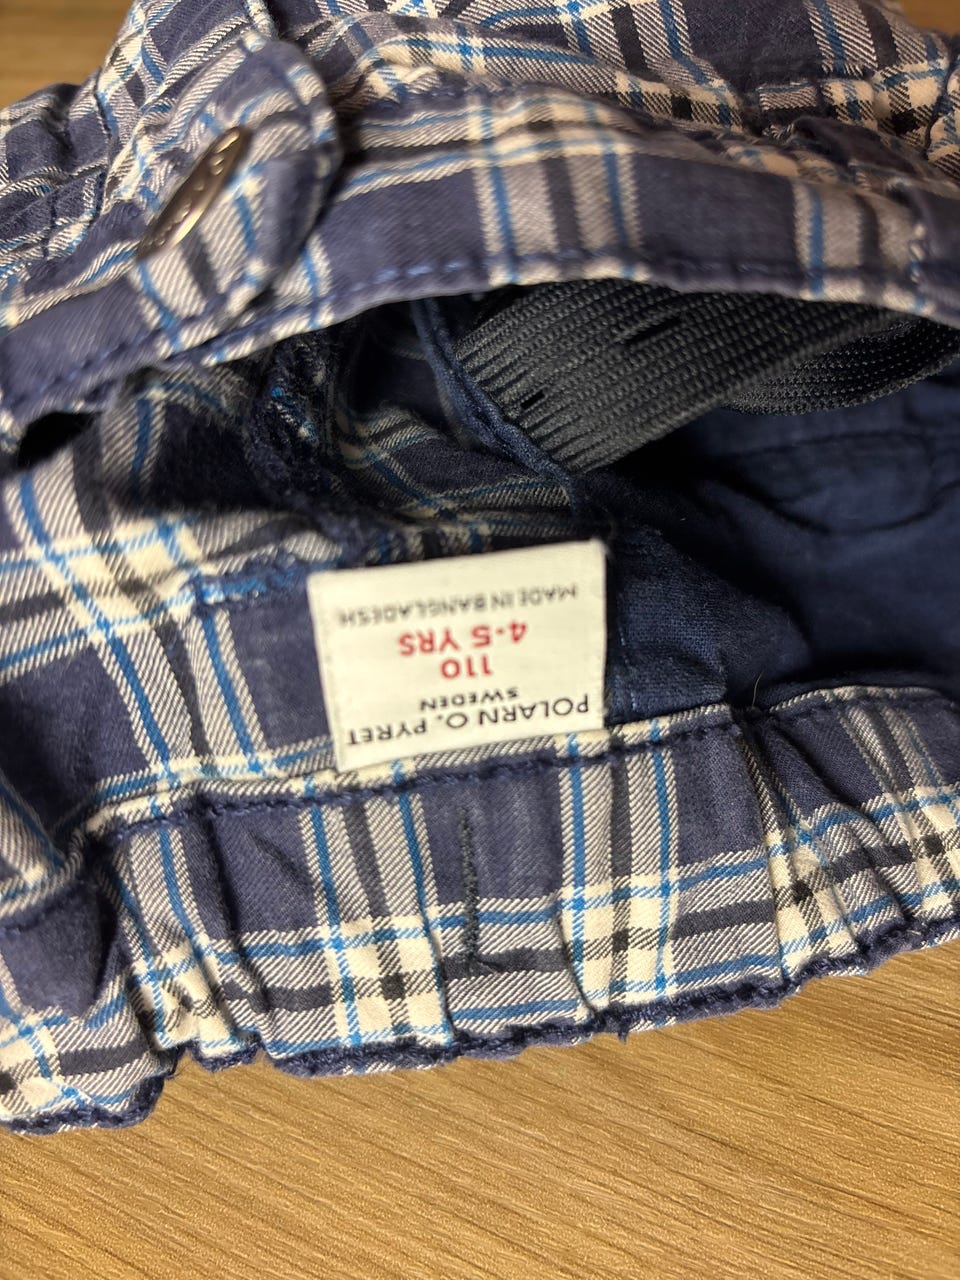 POLARN O. PYRET
SWEDEN
110
4-5 YRS
MADE IN BANGLADESH